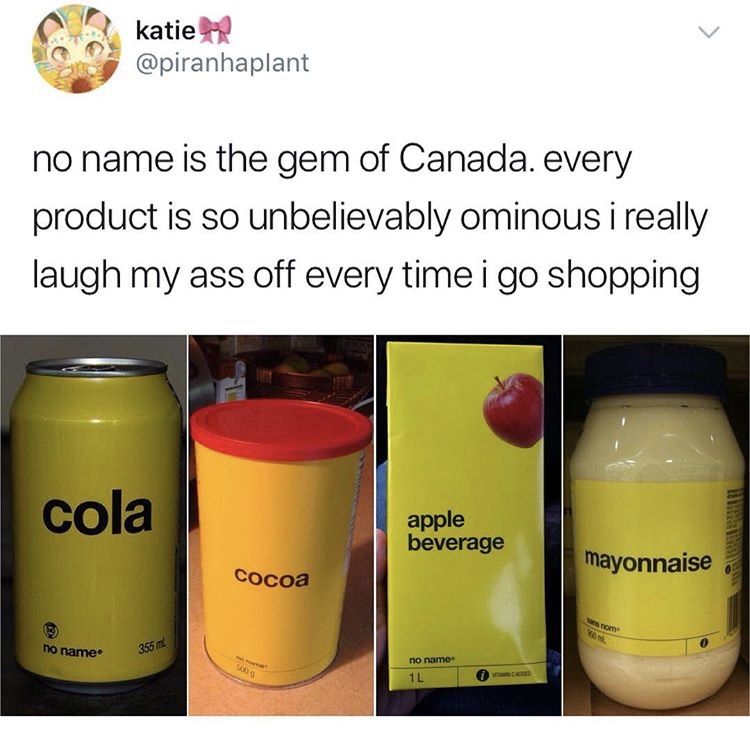 katie
@piranhaplant
no name is the gem of Canada. every
product is so unbelievably ominous i really
laugh my ass off every time i go shopping
cola
no name
355 mL
cocoa
no name
500 g
apple
beverage
no name
1 L
VITAMIN C ADDED
mayonnaise
sans nom
950 mL